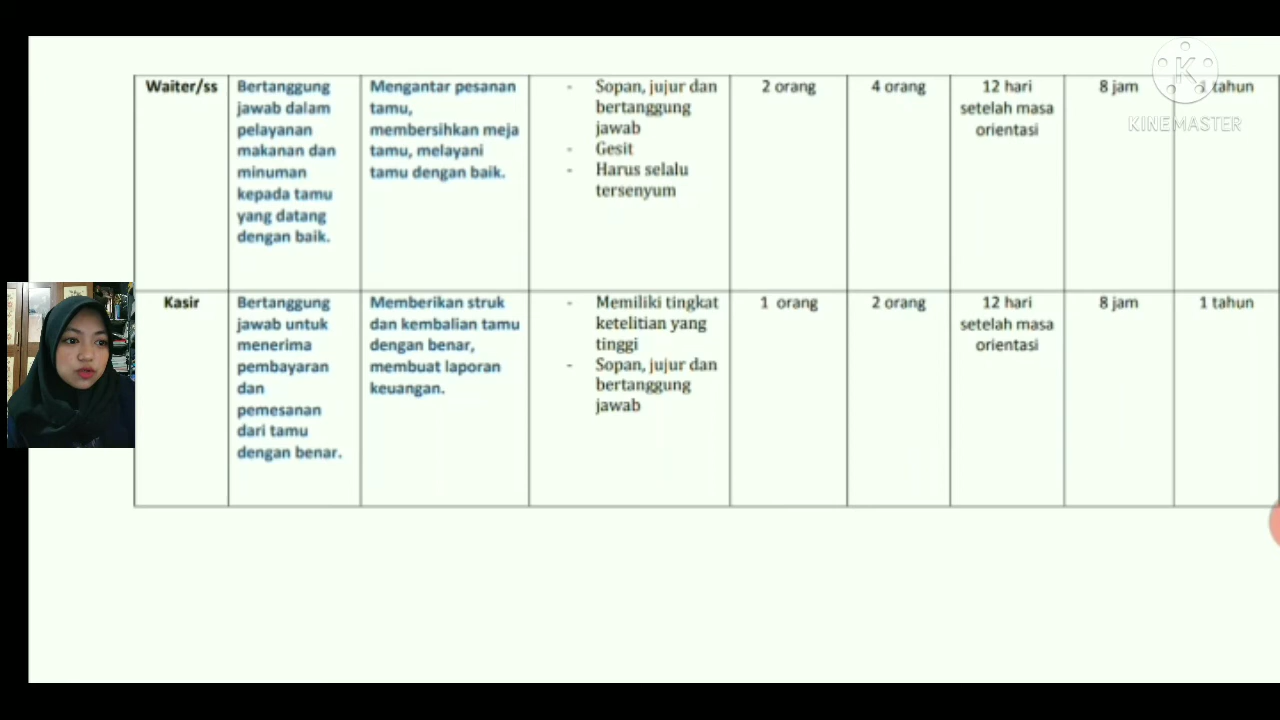 Waiter/ss
Bertanggung
jawab dalam
pelayanan
makanan dan
minuman
kepada tamu
yang datang
dengan baik.
Mengantar pesanan
tamu,
membersihkan meja
tamu, melayani
tamu dengan baik.
- Sopan, jujur dan
bertanggung
jawab
- Gesit
- Harus selalu
tersenyum
2 orang
4 orang
12 hari
setelah masa
orientasi
8 jam
1 tahun
Kasir
Bertanggung
jawab untuk
menerima
pembayaran
dan
pemesanan
dari tamu
dengan benar.
Memberikan struk
dan kembalian tamu
dengan benar,
membuat laporan
keuangan.
- Memiliki tingkat
ketelitian yang
tinggi
- Sopan, jujur dan
bertanggung
jawab
1 orang
2 orang
12 hari
setelah masa
orientasi
8 jam
1 tahun
K
KINEMASTER